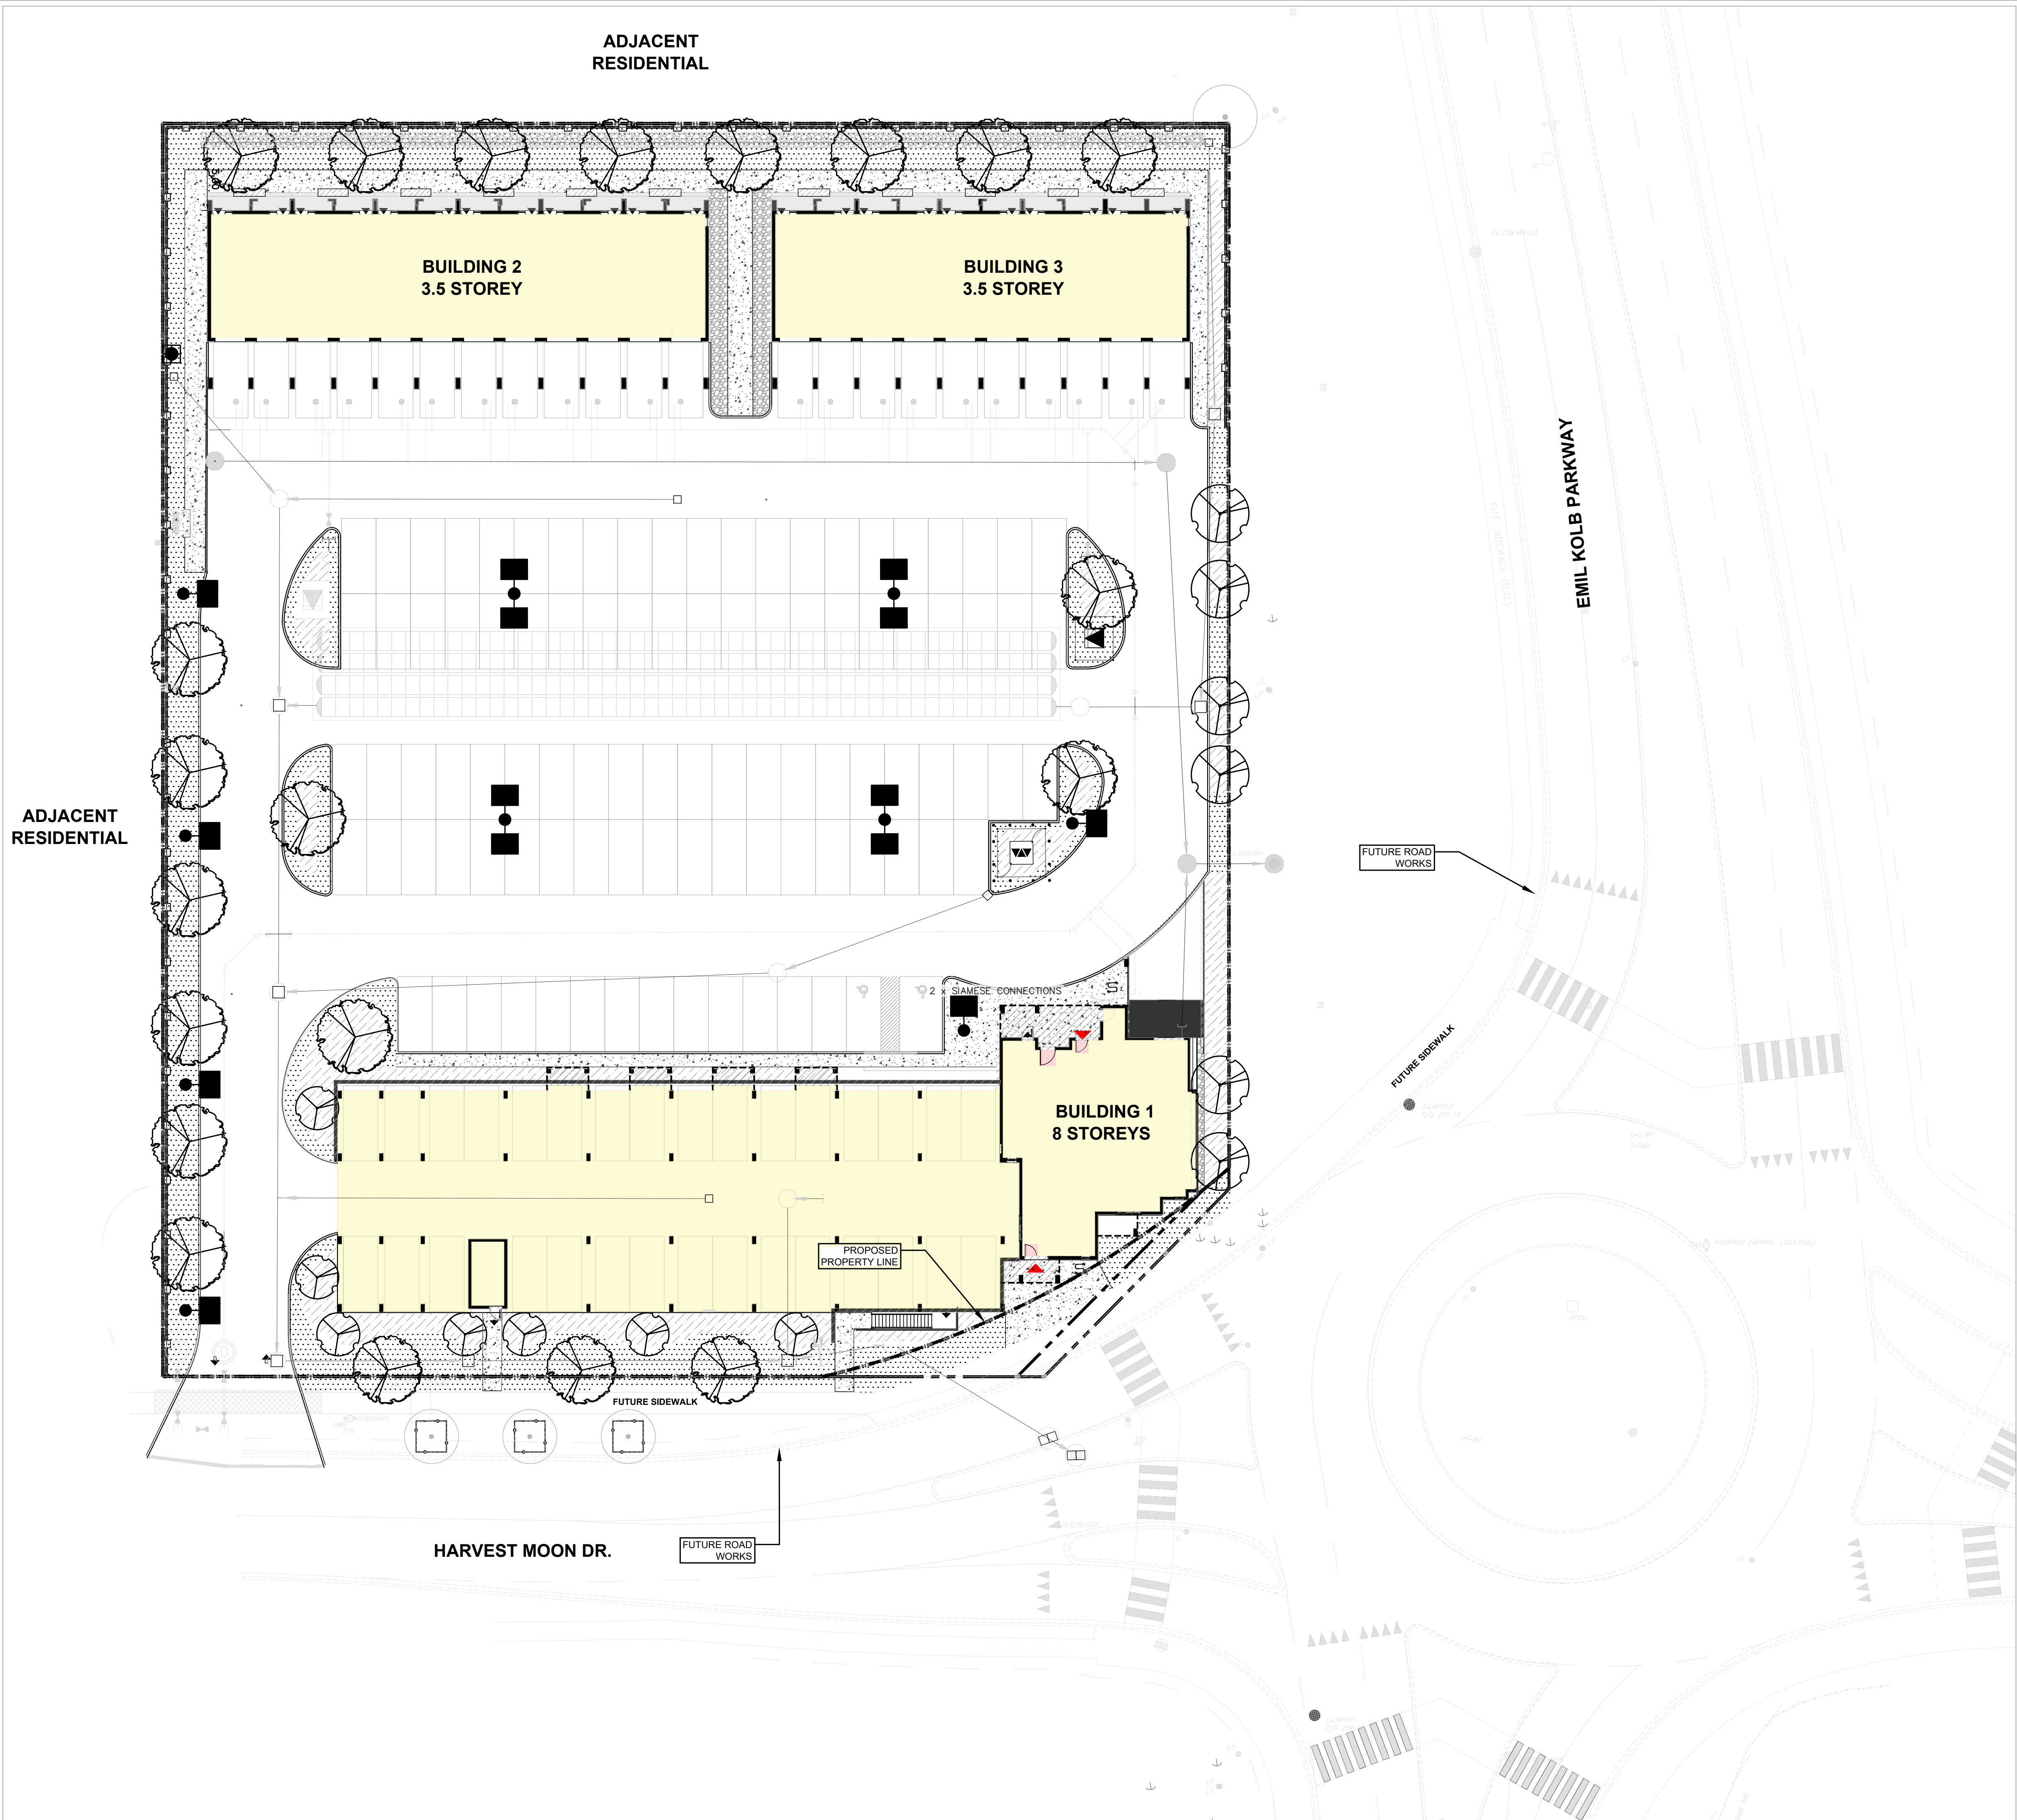 ADJACENT
RESIDENTIAL
BUILDING 2
3.5 STOREY
BUILDING 3
3.5 STOREY
EMIL KOLB PARKWAY
ADJACENT
RESIDENTIAL
FUTURE ROAD
WORKS
2 x SIAMESE CONNECTIONS
FUTURE SIDEWALK
BUILDING 1
8 STOREYS
PROPOSED
PROPERTY LINE
FUTURE SIDEWALK
HARVEST MOON DR.
FUTURE ROAD
WORKS